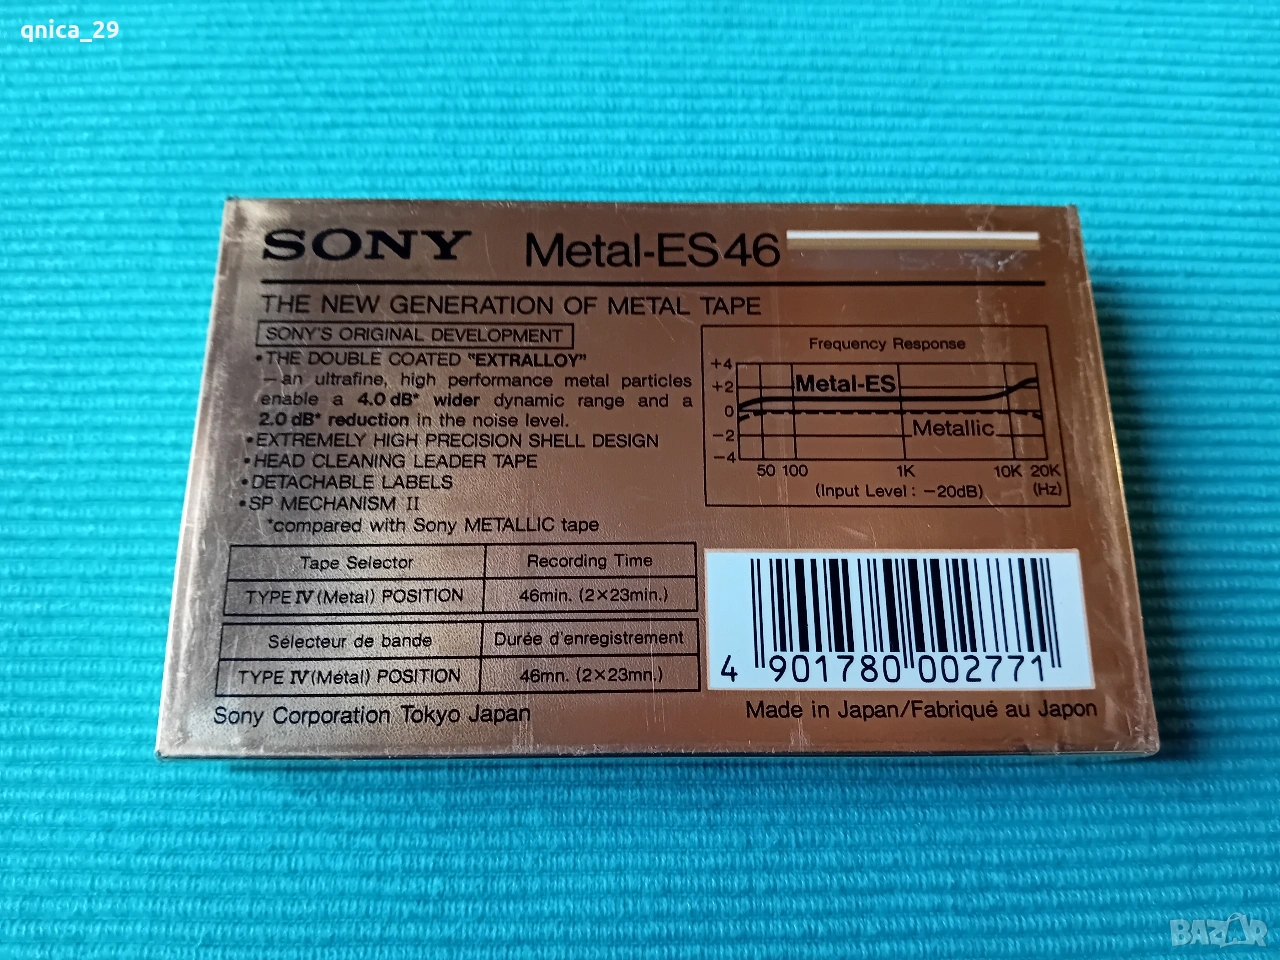 qnica_29
SONY Metal-ES46
THE NEW GENERATION OF METAL TAPE
SONY'S ORIGINAL DEVELOPMENT
•THE DOUBLE COATED "EXTRALLOY"
—an ultrafine, high performance metal particles
enable a 4.0 dB* wider dynamic range and a
2.0 dB* reduction in the noise level.
•EXTREMELY HIGH PRECISION SHELL DESIGN
•HEAD CLEANING LEADER TAPE
•DETACHABLE LABELS
•SP MECHANISM II
*compared with Sony METALLIC tape
Frequency Response
+4
+2
0
−2
−4
Metal-ES
Metallic
50 100 1K 10K 20K
(Input Level : −20dB) (Hz)
Tape Selector Recording Time
TYPE IV (Metal) POSITION 46min. (2×23min.)
Sélecteur de bande Durée d'enregistrement
TYPE IV (Métal) POSITION 46mn. (2×23mn.)
4 901780 002771
Sony Corporation Tokyo Japan
Made in Japan/Fabriqué au Japon
BAZAR